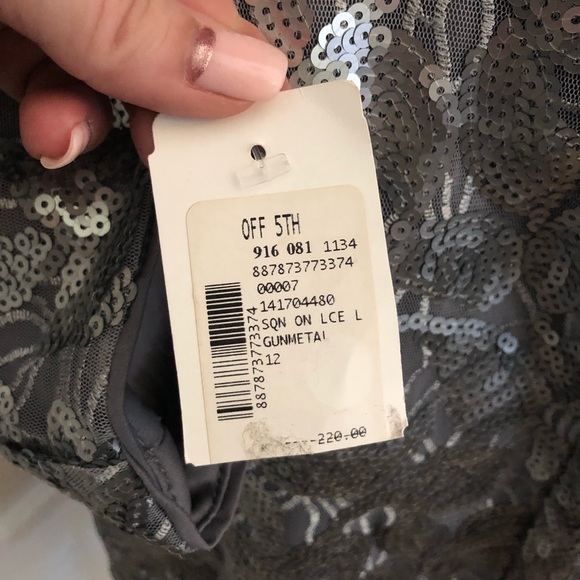 OFF 5TH
916 081 1134
887873773374
00007
141704480
SQN ON LCE L
GUNMETAL
12
887873773374
220.00